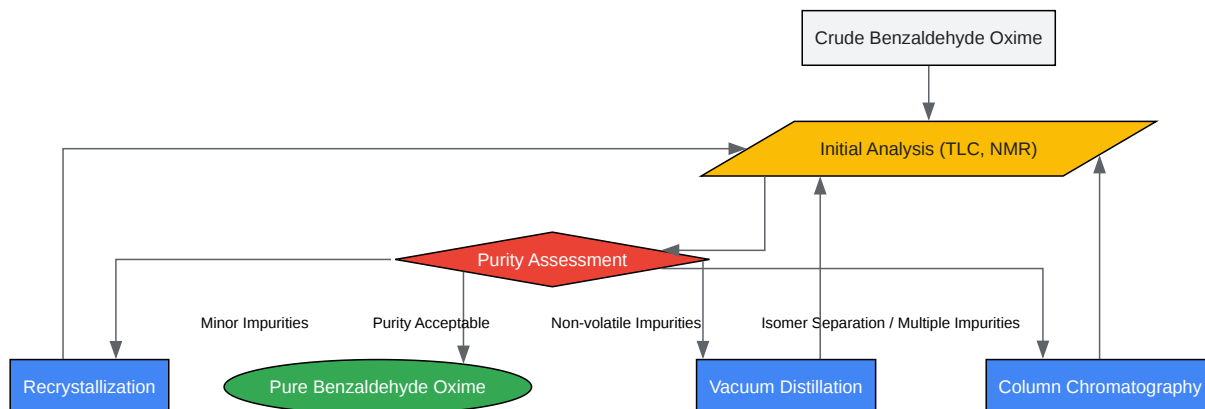 Crude Benzaldehyde Oxime
Initial Analysis (TLC, NMR)
Purity Assessment
Minor Impurities
Purity Acceptable
Non-volatile Impurities
Isomer Separation / Multiple Impurities
Recrystallization
Pure Benzaldehyde Oxime
Vacuum Distillation
Column Chromatography